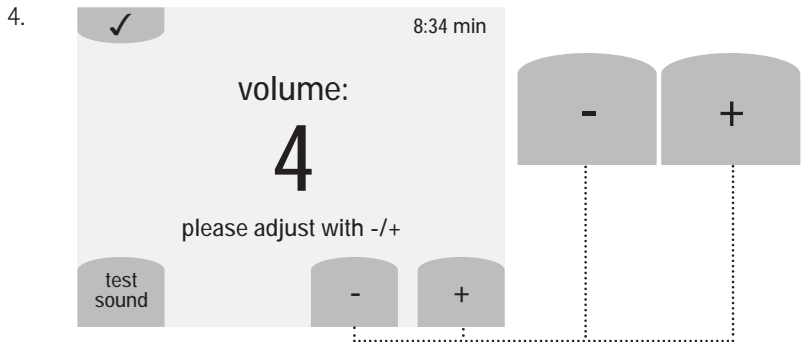 4.
✓ 8:34 min
volume:
4
please adjust with -/+
test
sound
- +
- +